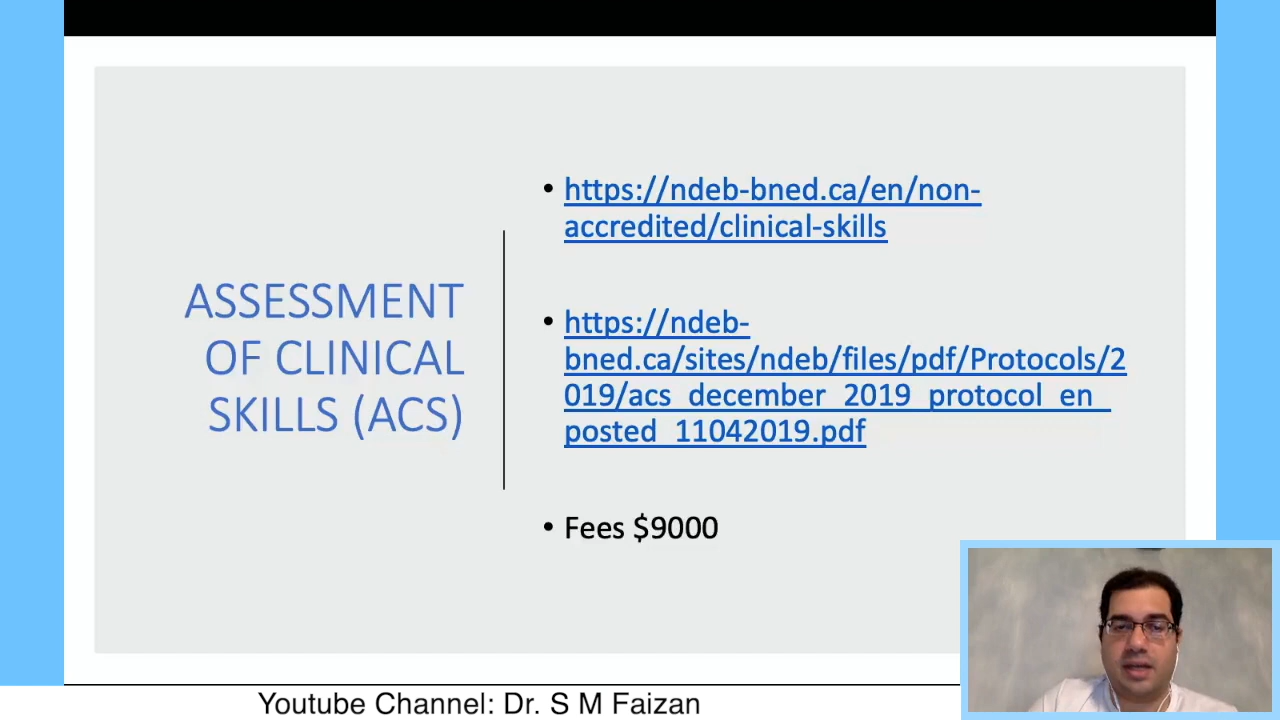 ASSESSMENT
OF CLINICAL
SKILLS (ACS)
• https://ndeb-bned.ca/en/non-
accredited/clinical-skills
• https://ndeb-
bned.ca/sites/ndeb/files/pdf/Protocols/2
019/acs_december_2019_protocol_en_
posted_11042019.pdf
• Fees $9000
Youtube Channel: Dr. S M Faizan